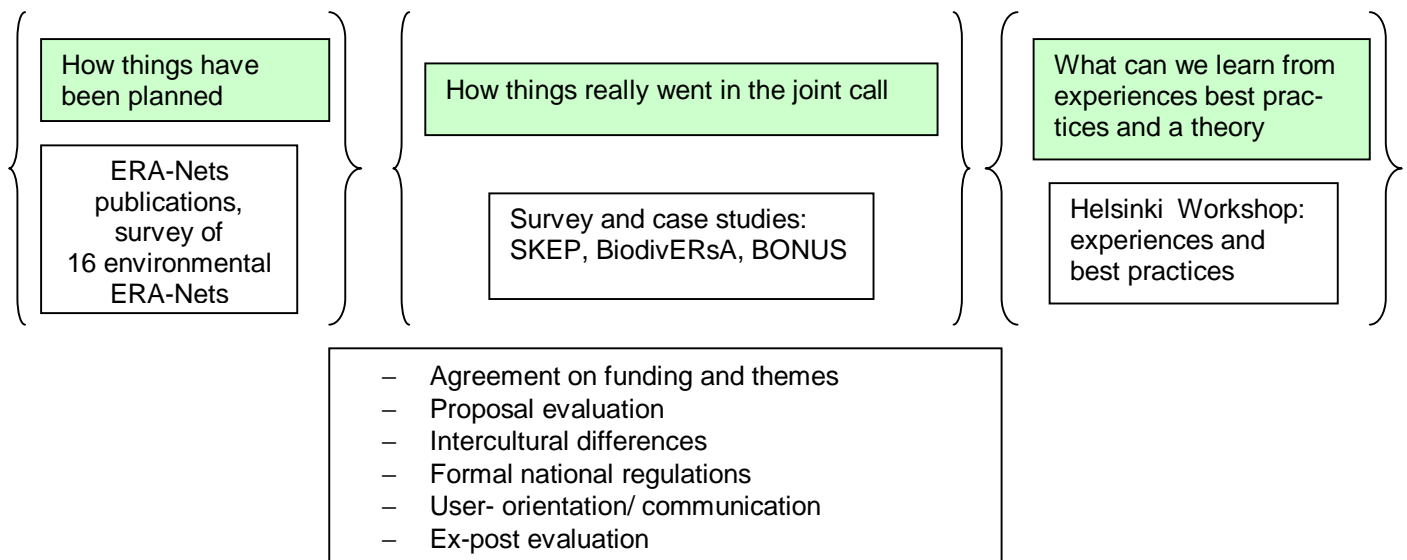 How things have
been planned
ERA-Nets
publications,
survey of
16 environmental
ERA-Nets
How things really went in the joint call
Survey and case studies:
SKEP, BiodivERsA, BONUS
What can we learn from
experiences best prac-
tices and a theory
Helsinki Workshop:
experiences and
best practices
– Agreement on funding and themes
– Proposal evaluation
– Intercultural differences
– Formal national regulations
– User- orientation/ communication
– Ex-post evaluation